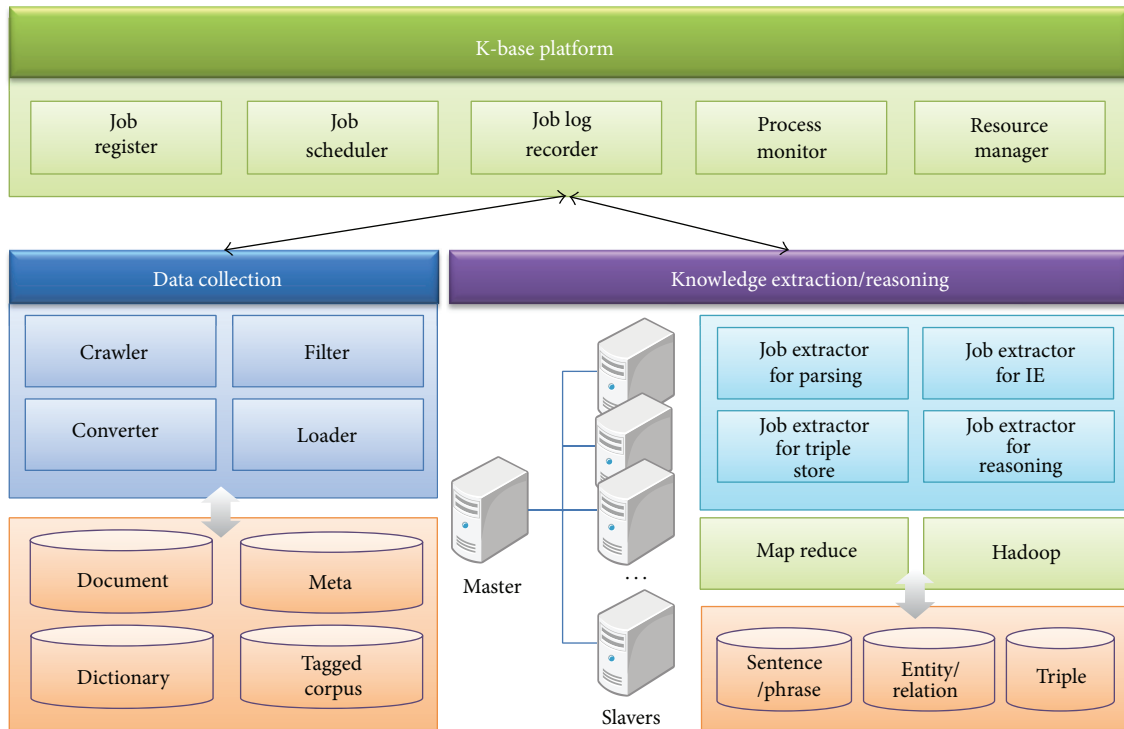 K-base platform
Job
register
Job
scheduler
Job log
recorder
Process
monitor
Resource
manager
Data collection
Crawler
Filter
Converter
Loader
Document
Meta
Dictionary
Tagged
corpus
Knowledge extraction/reasoning
Master
...
Slavers
Job extractor
for parsing
Job extractor
for IE
Job extractor
for triple
store
Job extractor
for
reasoning
Map reduce
Hadoop
Sentence
/phrase
Entity/
relation
Triple